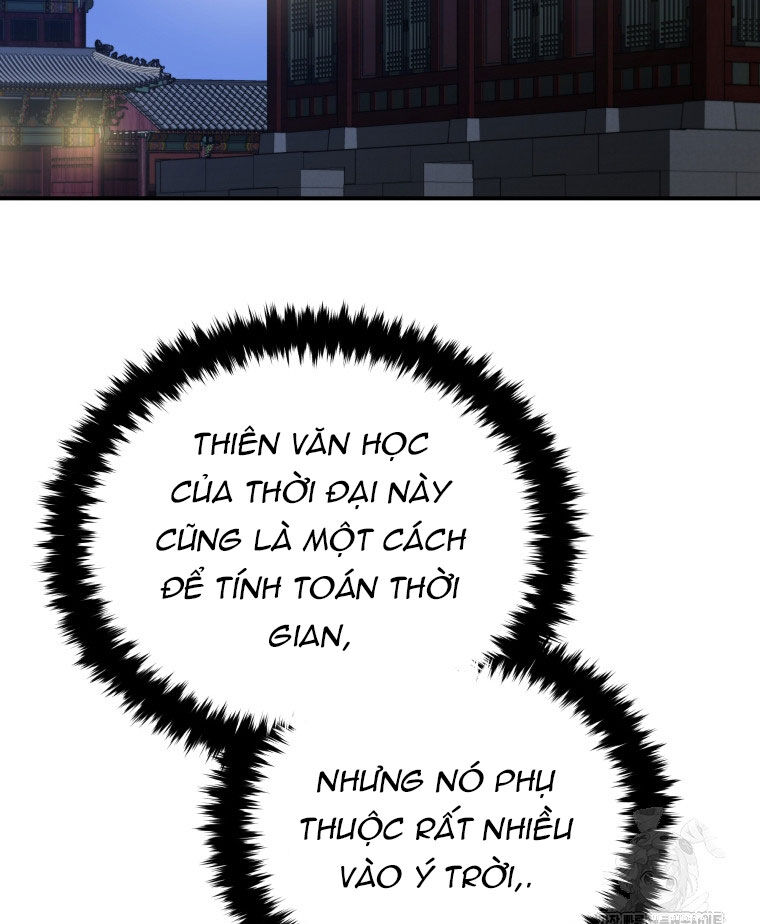 THIÊN VĂN HỌC
CỦA THỜI ĐẠI NÀY
CŨNG LÀ MỘT CÁCH
ĐỂ TÍNH TOÁN THỜI
GIAN,
NHƯNG NÓ PHỤ
THUỘC RẤT NHIỀU
VÀO Ý TRỜI,.